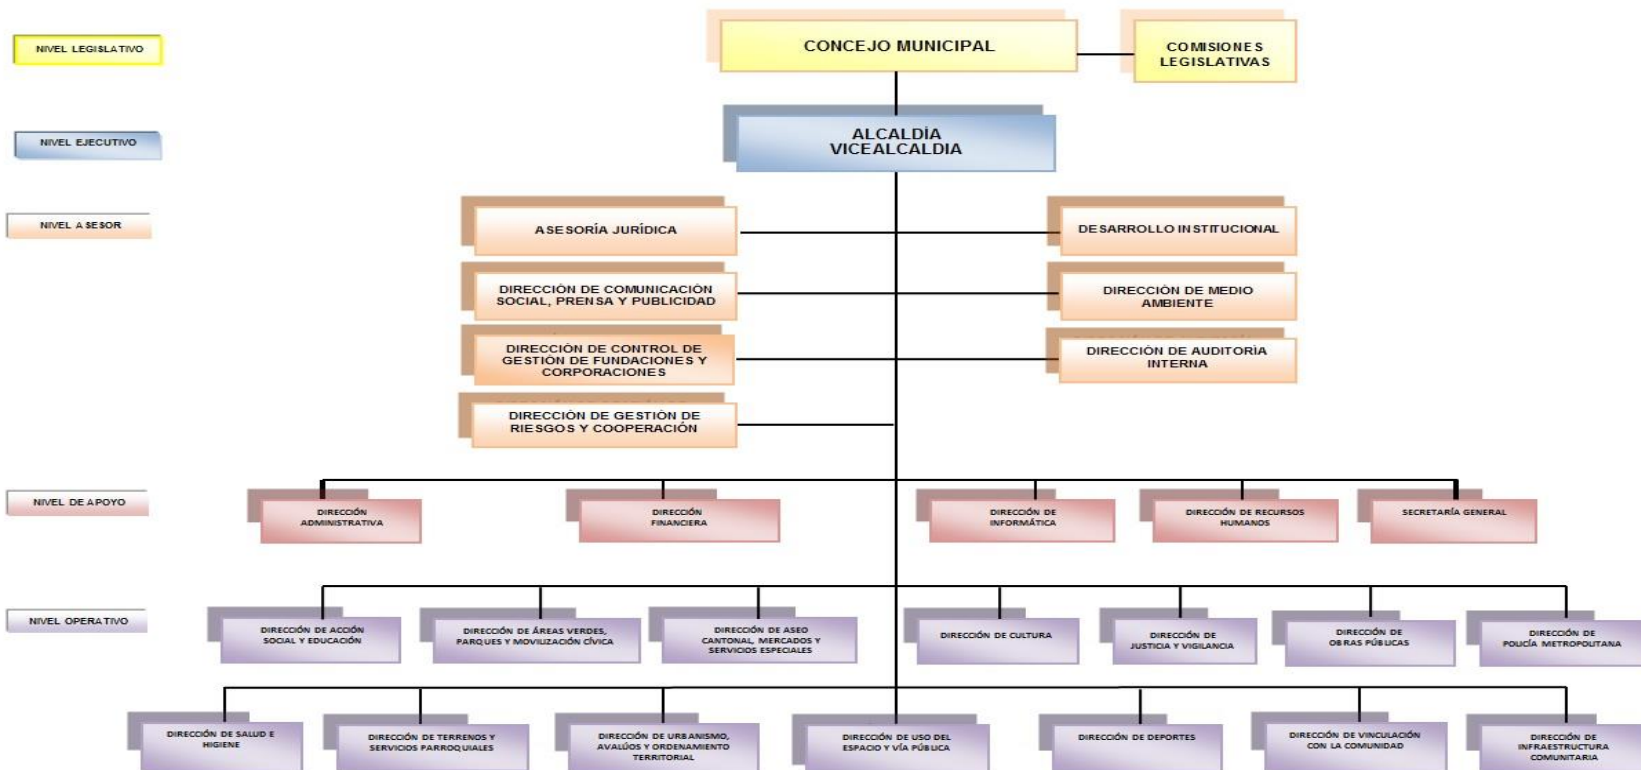 NIVEL LEGISLATIVO
CONCEJO MUNICIPAL
COMISIONES
LEGISLATIVAS
NIVEL EJECUTIVO
ALCALDÌA
VICEALCALDIA
NIVEL ASESOR
ASESORÍA JURÍDICA
DESARROLLO INSTITUCIONAL
DIRECCIÓN DE COMUNICACIÓN
SOCIAL, PRENSA Y PUBLICIDAD
DIRECCIÓN DE MEDIO
AMBIENTE
DIRECCIÓN DE CONTROL DE
GESTIÓN DE FUNDACIONES Y
CORPORACIONES
DIRECCIÓN DE AUDITORÌA
INTERNA
DIRECCIÓN DE GESTIÓN DE
RIESGOS Y COOPERACIÓN
NIVEL DE APOYO
DIRECCIÓN
ADMINISTRATIVA
DIRECCIÓN
FINANCIERA
DIRECCIÓN DE
INFORMÁTICA
DIRECCIÓN DE RECURSOS
HUMANOS
SECRETARÍA GENERAL
NIVEL OPERATIVO
DIRECCIÓN DE ACCIÓN
SOCIAL Y EDUCACIÓN
DIRECCIÓN DE ÁREAS VERDES,
PARQUES Y MOVILIZACIÓN CÍVICA
DIRECCIÓN DE ASEO
CANTONAL, MERCADOS Y
SERVICIOS ESPECIALES
DIRECCIÓN DE CULTURA
DIRECCIÓN DE
JUSTICIA Y VIGILANCIA
DIRECCIÓN DE
OBRAS PÚBLICAS
DIRECCIÓN DE
POLICÍA METROPOLITANA
DIRECCIÓN DE SALUD E
HIGIENE
DIRECCIÓN DE TERRENOS Y
SERVICIOS PARROQUIALES
DIRECCIÓN DE URBANISMO,
AVALÚOS Y ORDENAMIENTO
TERRITORIAL
DIRECCIÓN DE USO DEL
ESPACIO Y VÍA PÚBLICA
DIRECCIÓN DE DEPORTES
DIRECCIÓN DE VINCULACIÓN
CON LA COMUNIDAD
DIRECCIÓN DE
INFRAESTRUCTURA
COMUNITARIA